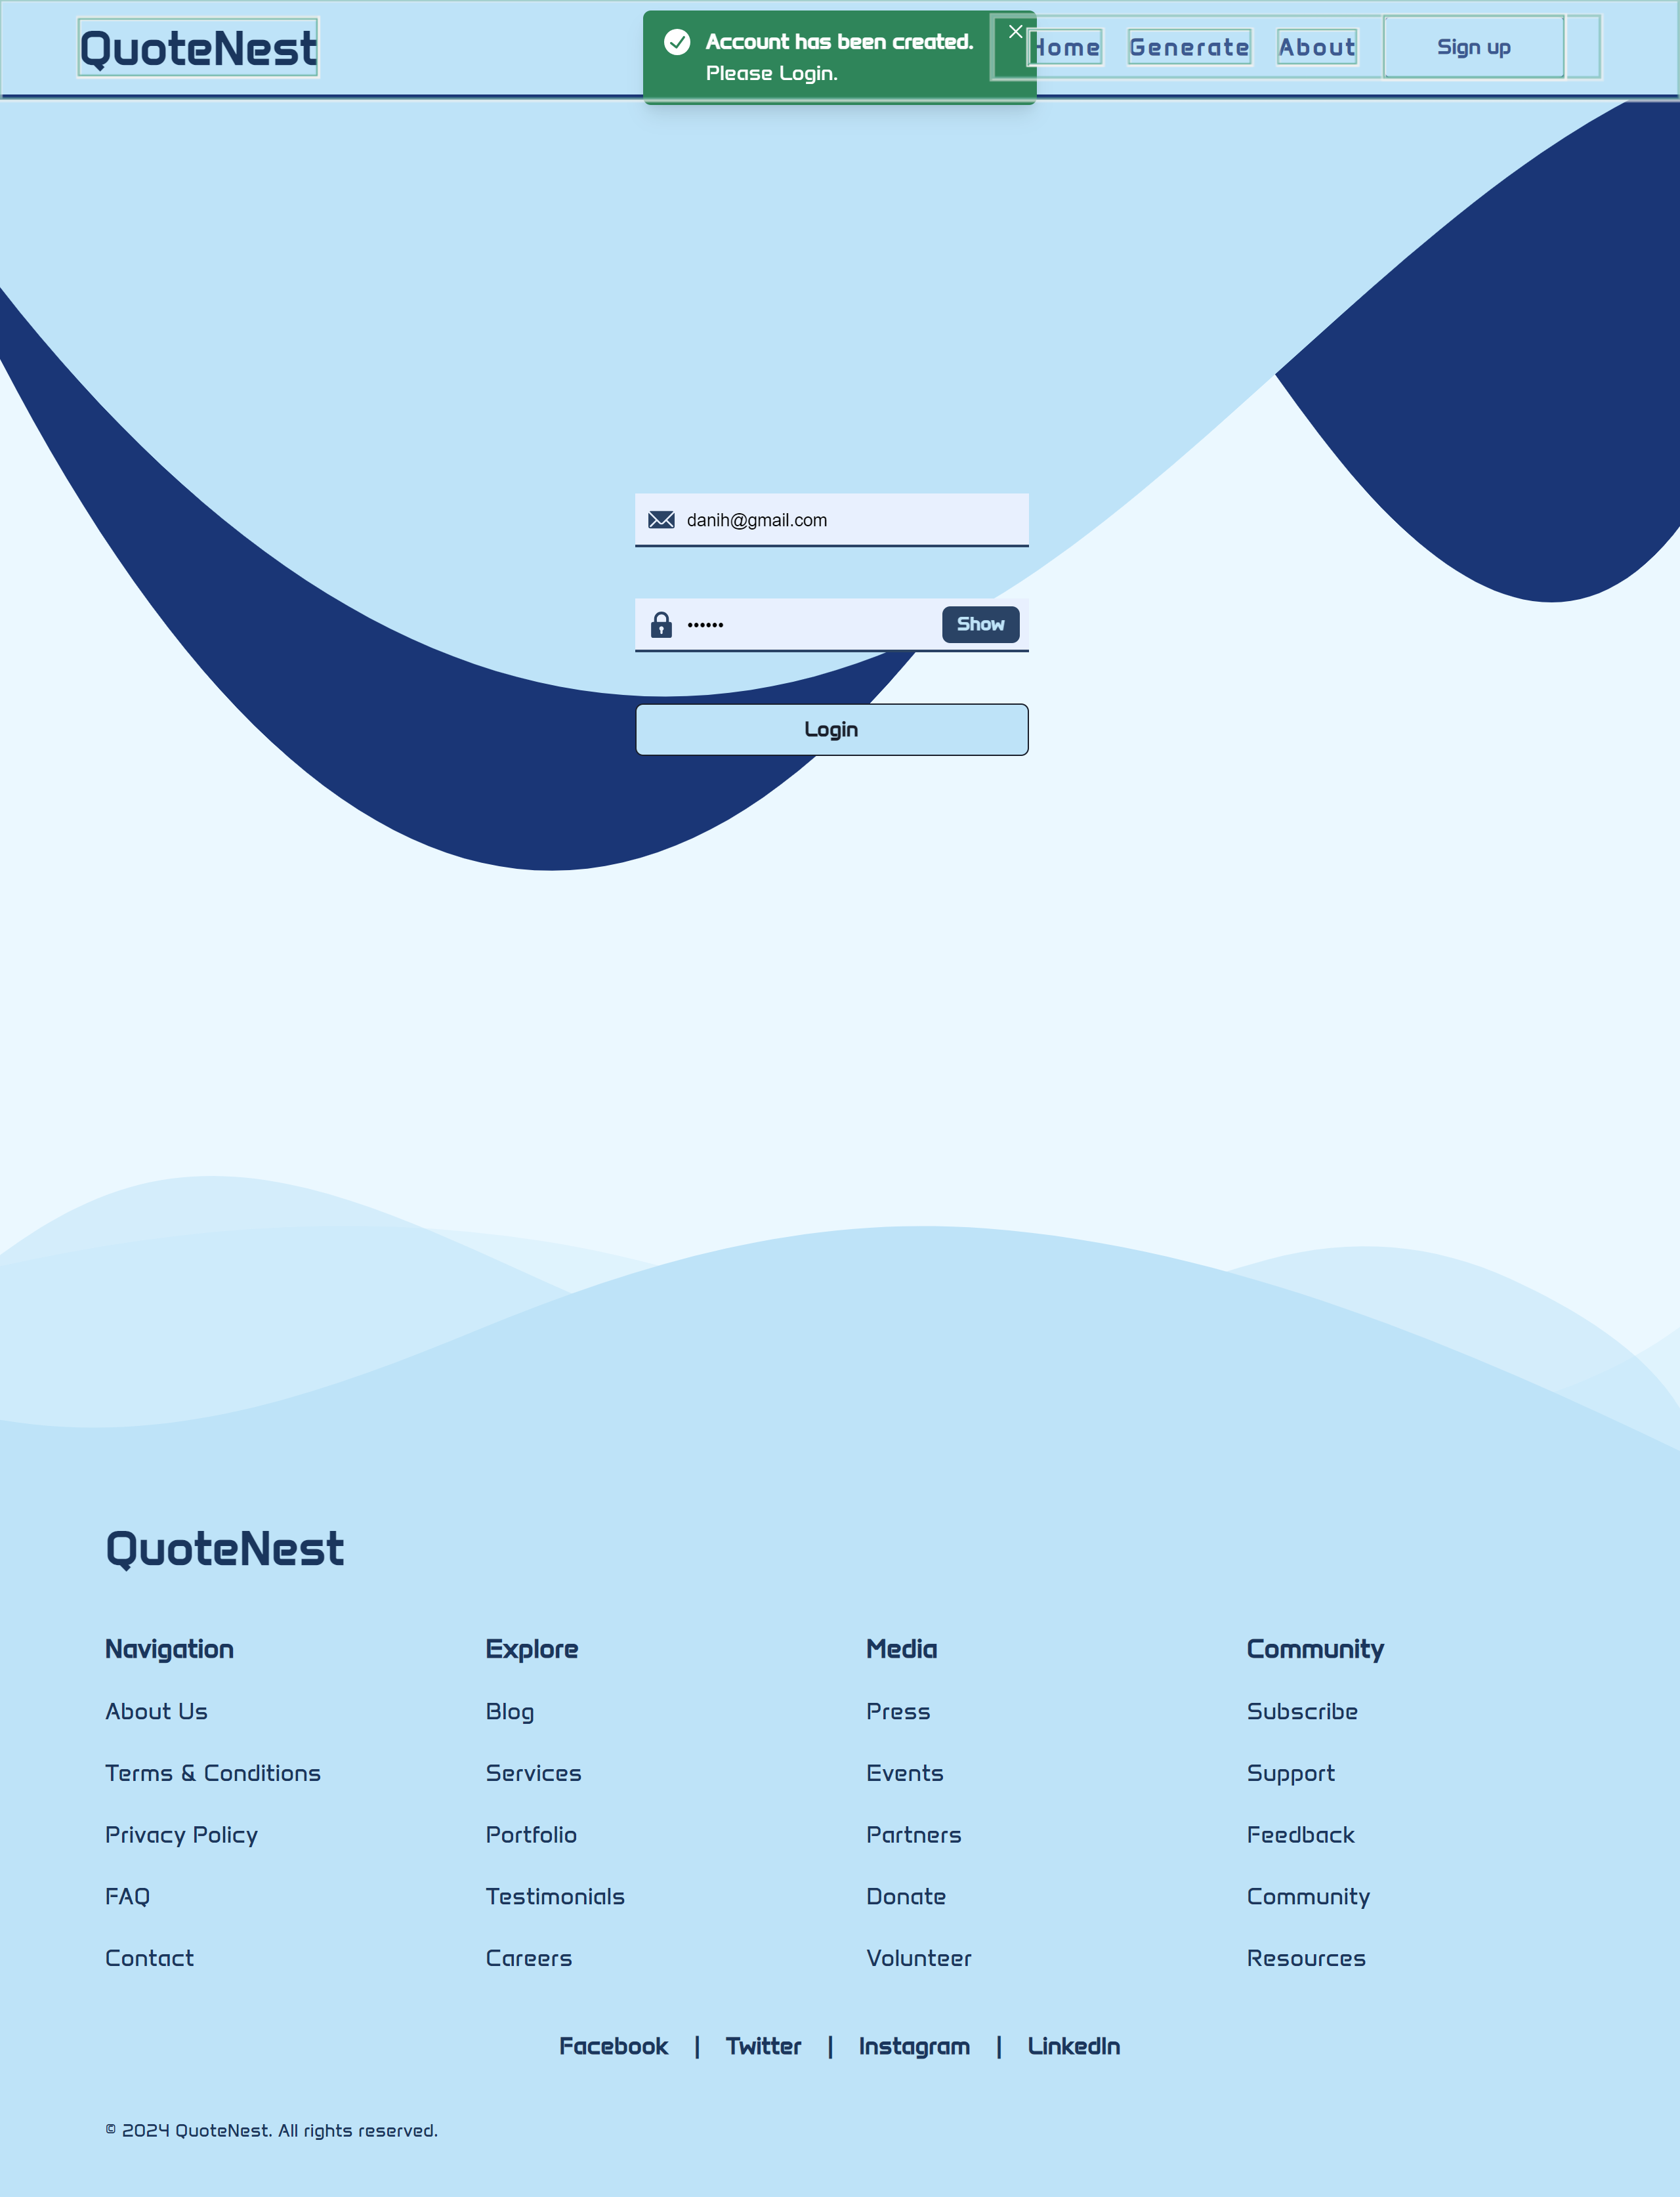 QuoteNest
Account has been created.
Please Login.
Home Generate About Sign up
danih@gmail.com
•••••• Show
Login
QuoteNest
Navigation Explore Media Community
About Us Blog Press Subscribe
Terms & Conditions Services Events Support
Privacy Policy Portfolio Partners Feedback
FAQ Testimonials Donate Community
Contact Careers Volunteer Resources
Facebook | Twitter | Instagram | LinkedIn
© 2024 QuoteNest. All rights reserved.